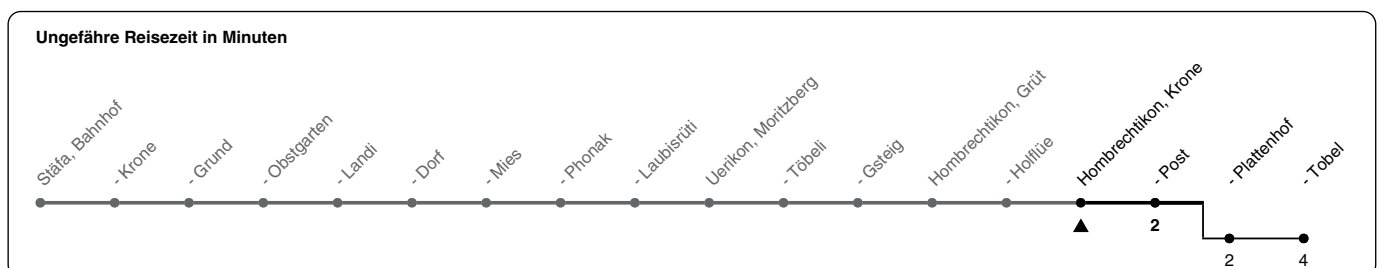 Ungefähre Reisezeit in Minuten
Stäfa, Bahnhof
- Krone
- Grund
- Obstgarten
- Landi
- Dorf
- Mies
- Phonak
- Laubisrüti
Uerikon, Moritzberg
- Töbeli
- Gsteig
Hombrechtikon, Grüt
- Holflüe
Hombrechtikon, Krone
- Post
- Plattenhof
- Tobel
2
2
4